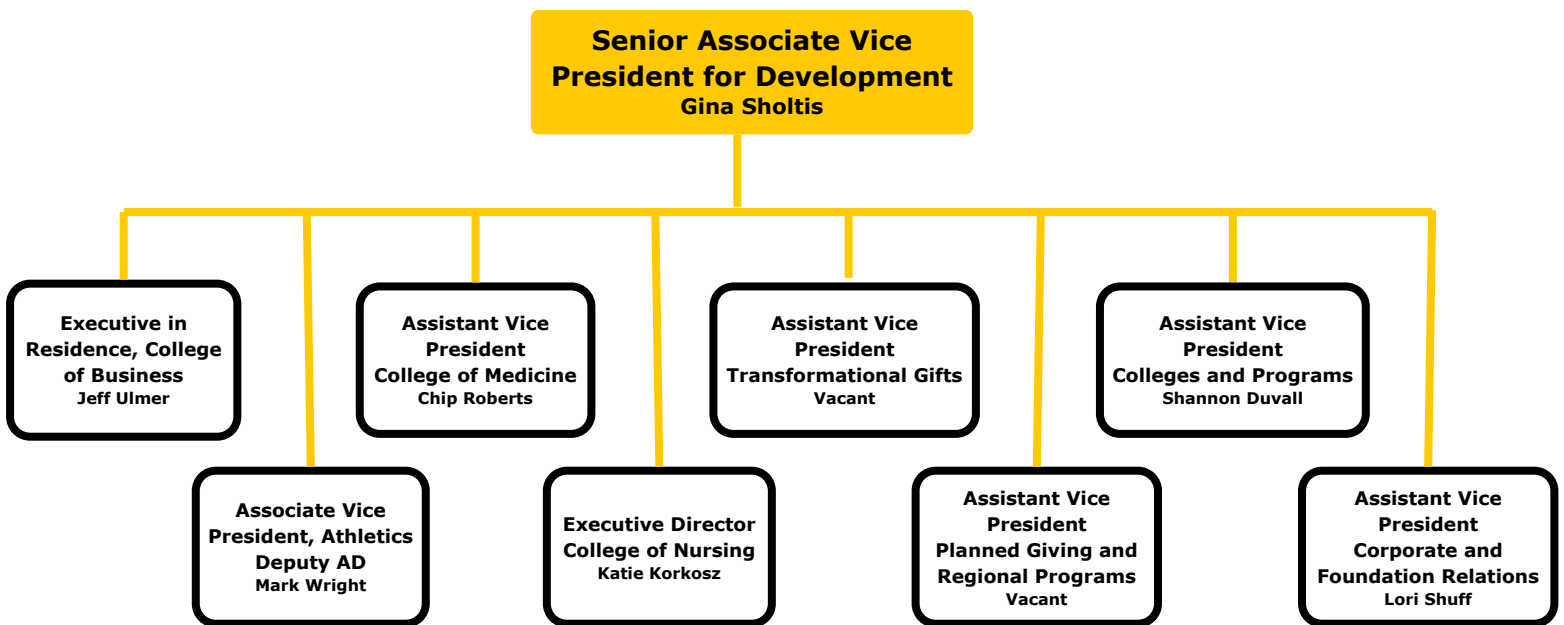 Senior Associate Vice
President for Development
Gina Sholtis
Executive in
Residence, College
of Business
Jeff Ulmer
Assistant Vice
President
College of Medicine
Chip Roberts
Assistant Vice
President
Transformational Gifts
Vacant
Assistant Vice
President
Colleges and Programs
Shannon Duvall
Associate Vice
President, Athletics
Deputy AD
Mark Wright
Executive Director
College of Nursing
Katie Korkosz
Assistant Vice
President
Planned Giving and
Regional Programs
Vacant
Assistant Vice
President
Corporate and
Foundation Relations
Lori Shuff